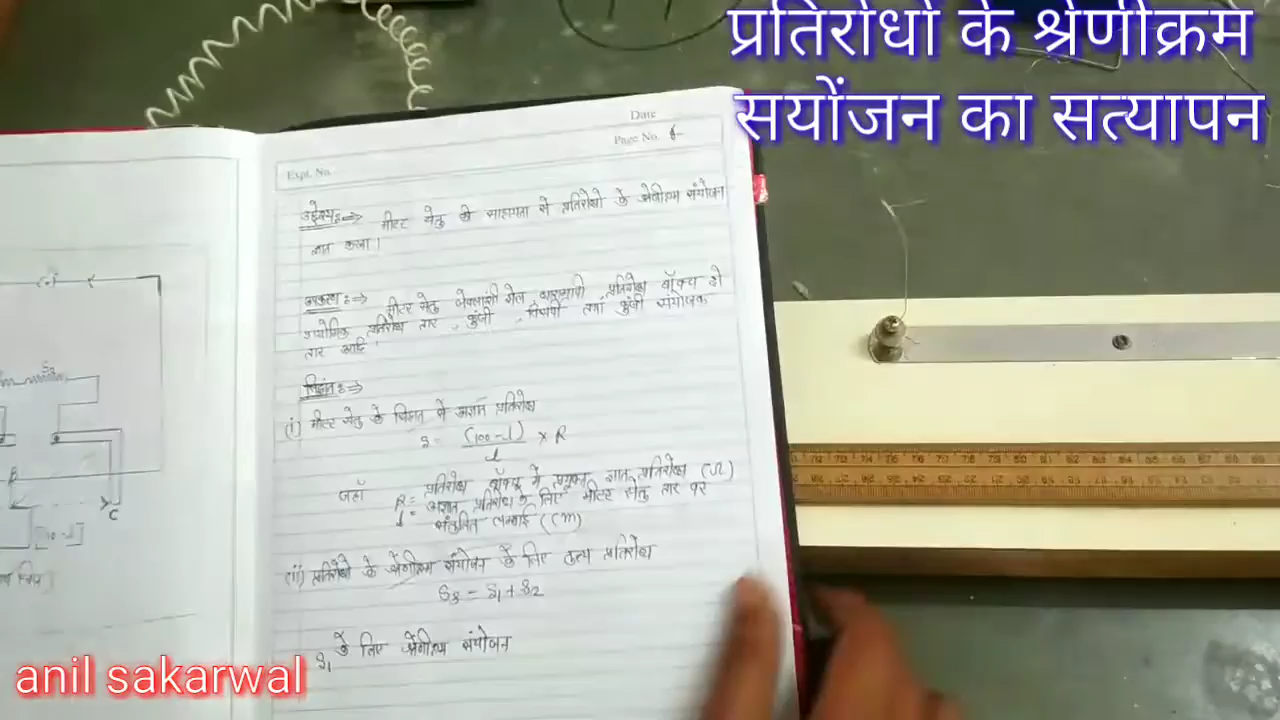 प्रतिरोधो के श्रेणीक्रम
सयोंजन का सत्यापन
Date
Page No. 6
Expt. No.
उद्देश्य :=> मीटर सेतु की सहायता से प्रतिरोधो के श्रेणीक्रम संयोजन
ज्ञात करना।
उपकरण :=> मीटर सेतु लेक्लांशी सेल, धारामापी, प्रतिरोध बॉक्स दो
प्रतिरोध तार, कुंजी, तथा कुंजी संयोजक
तार आदि।
सिद्धांत :=>
(i) मीटर सेतु के सिद्धांत से अज्ञात प्रतिरोध
S = (100-l)/l × R
जहाँ R = प्रतिरोध बॉक्स में प्रयुक्त ज्ञात प्रतिरोध (Ω)
l = अज्ञात प्रतिरोध के लिए मीटर सेतु तार पर
संतुलित लम्बाई (cm)
(ii) प्रतिरोधो के श्रेणीक्रम संयोजन के लिए तुल्य प्रतिरोध
S3 = S1 + S2
S1 के लिए श्रेणीक्रम संयोजन
B
C
anil sakarwal